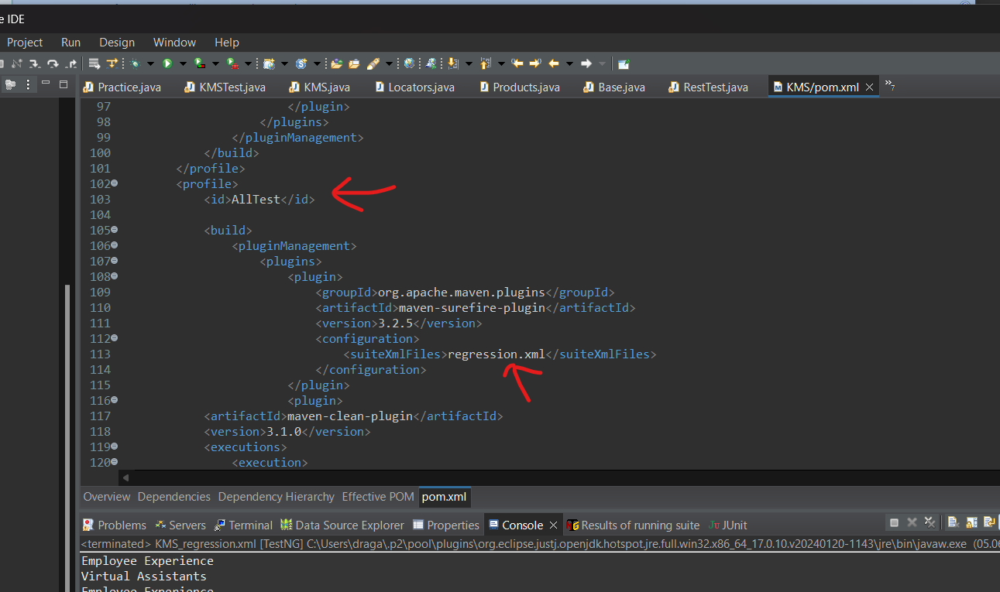 e IDE
Project Run Design Window Help
Practice.java KMSTest.java KMS.java Locators.java Products.java Base.java RestTest.java KMS/pom.xml »7
97 </plugin>
98 </plugins>
99 </pluginManagement>
100 </build>
101 </profile>
102 <profile>
103 <id>AllTest</id>
104
105 <build>
106 <pluginManagement>
107 <plugins>
108 <plugin>
109 <groupId>org.apache.maven.plugins</groupId>
110 <artifactId>maven-surefire-plugin</artifactId>
111 <version>3.2.5</version>
112 <configuration>
113 <suiteXmlFiles>regression.xml</suiteXmlFiles>
114 </configuration>
115 </plugin>
116 <plugin>
117 <artifactId>maven-clean-plugin</artifactId>
118 <version>3.1.0</version>
119 <executions>
120 <execution>
Overview Dependencies Dependency Hierarchy Effective POM pom.xml
Problems Servers Terminal Data Source Explorer Properties Console Results of running suite JUnit
<terminated> KMS_regression.xml [TestNG] C:\Users\draga\.p2\pool\plugins\org.eclipse.justj.openjdk.hotspot.jre.full.win32.x86_64_17.0.10.v20240120-1143\jre\bin\javaw.exe (05.06
Employee Experience
Virtual Assistants
Employee Experience